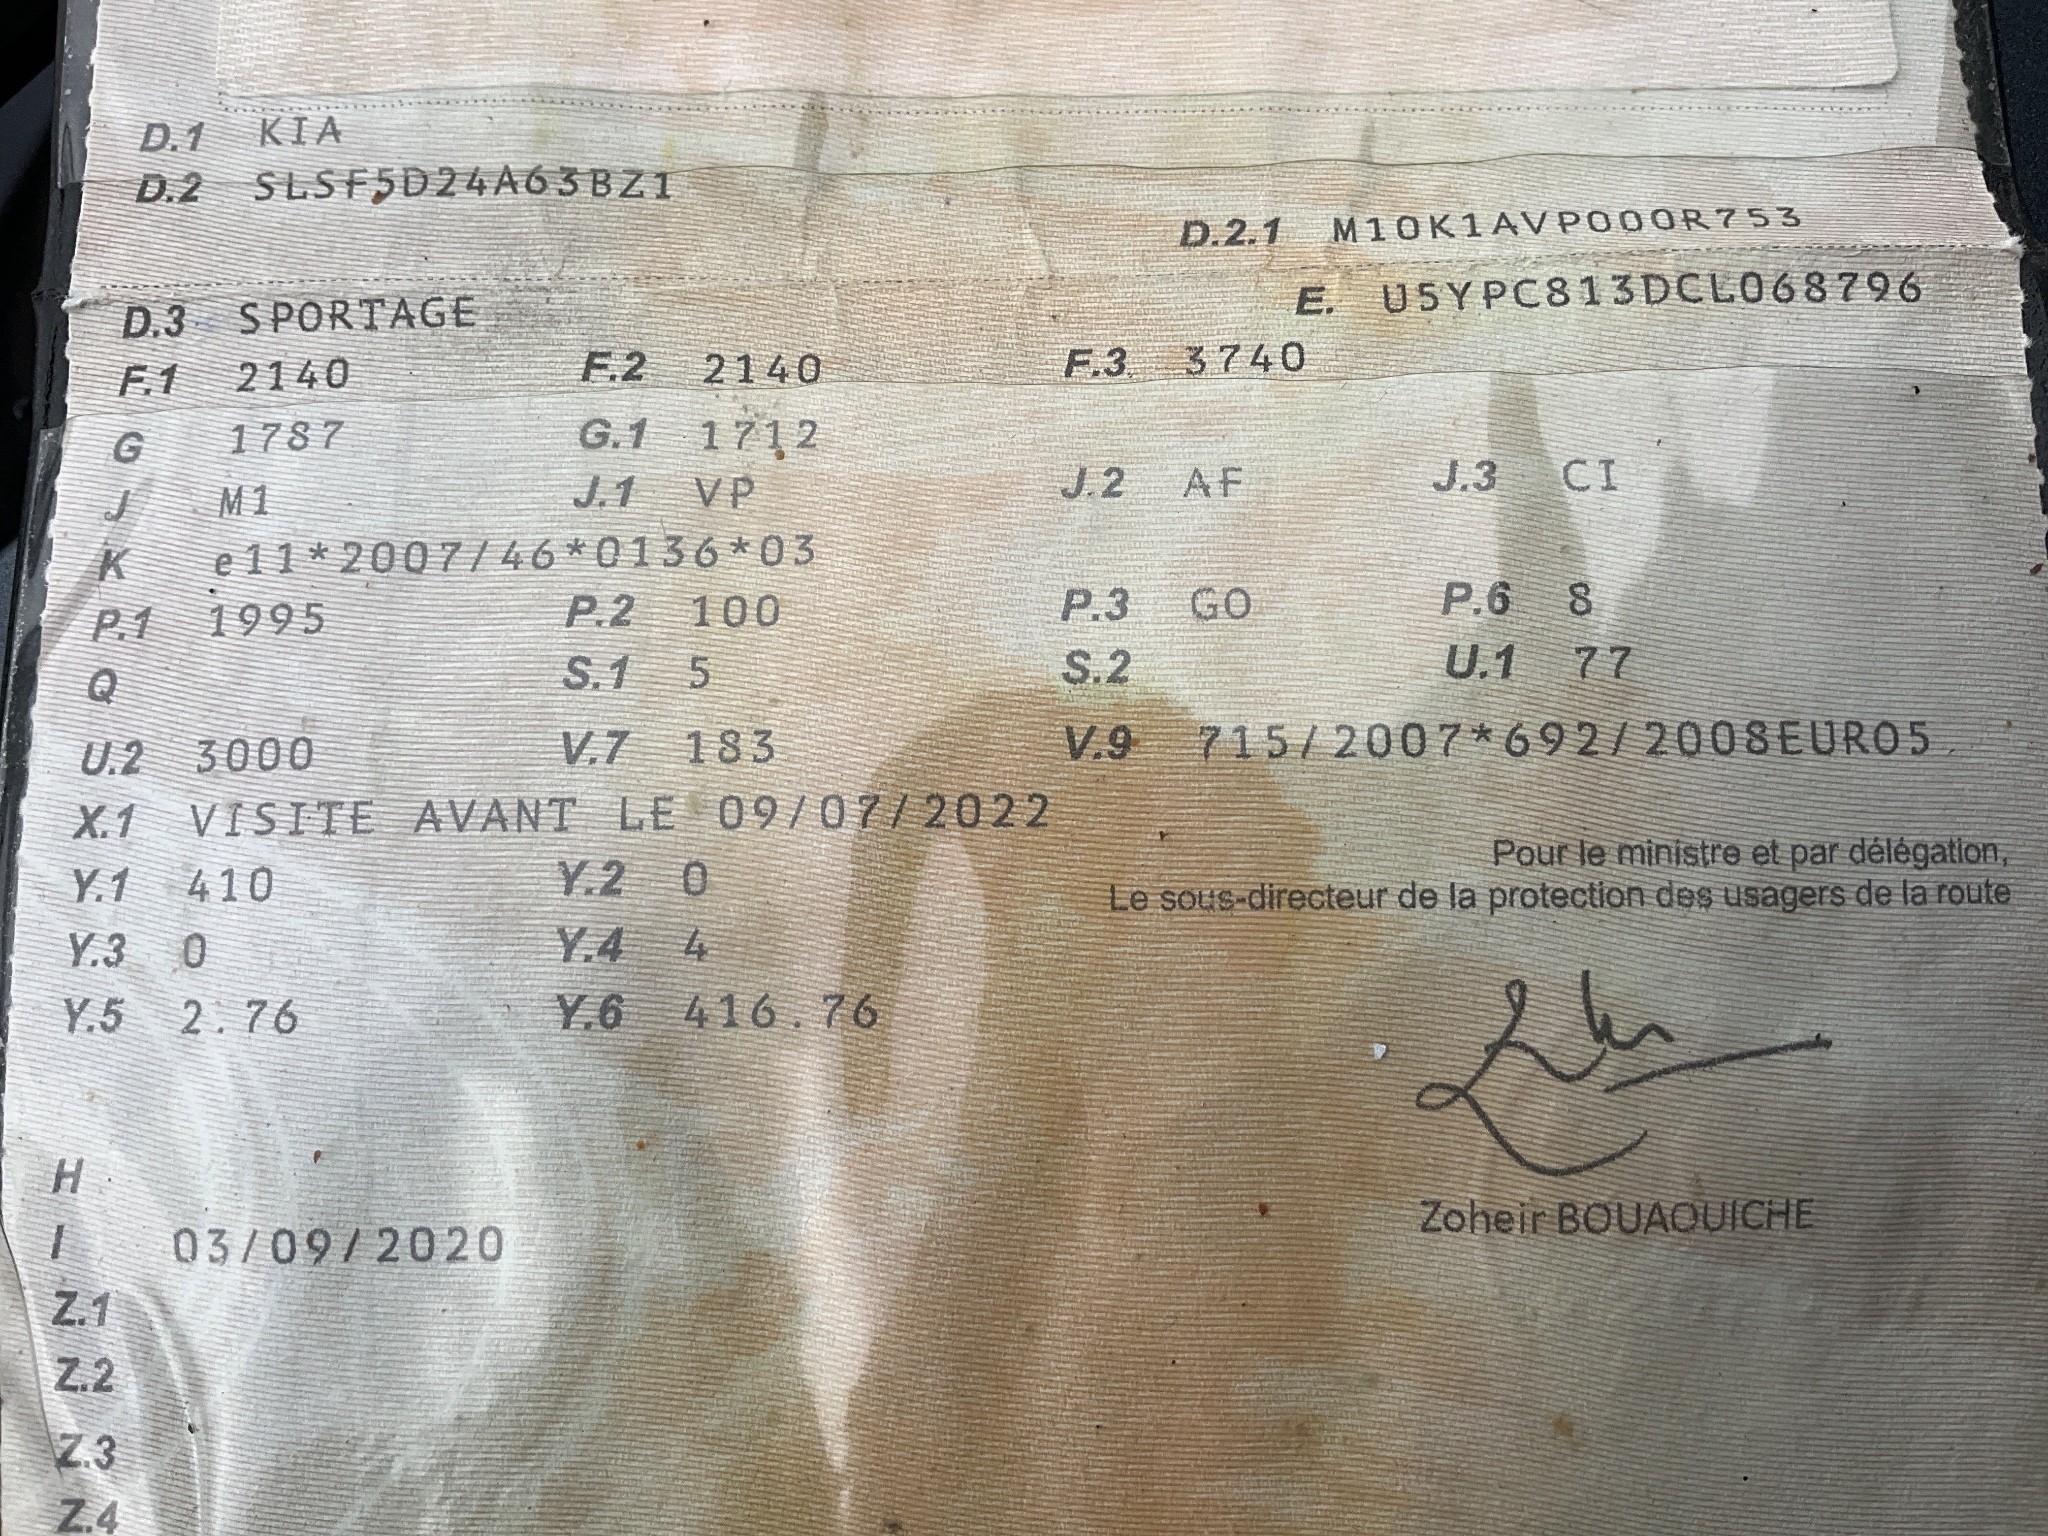 D.1 KIA
D.2 SLSF5D24A63BZ1
D.2.1 M10K1AVP000R753
D.3 SPORTAGE E. U5YPC813DCL068796
F.1 2140 F.2 2140 F.3 3740
G 1787 G.1 1712
J M1 J.1 VP J.2 AF J.3 CI
K e11*2007/46*0136*03
P.1 1995 P.2 100 P.3 GO P.6 8
Q S.1 5 S.2 U.1 77
U.2 3000 V.7 183 V.9 715/2007*692/2008EURO5
X.1 VISITE AVANT LE 09/07/2022
Y.1 410 Y.2 0
Pour le ministre et par délégation,
Le sous-directeur de la protection des usagers de la route
Y.3 0 Y.4 4
Y.5 2.76 Y.6 416.76
H
Zoheir BOUAOUICHE
I 03/09/2020
Z.1
Z.2
Z.3
Z.4